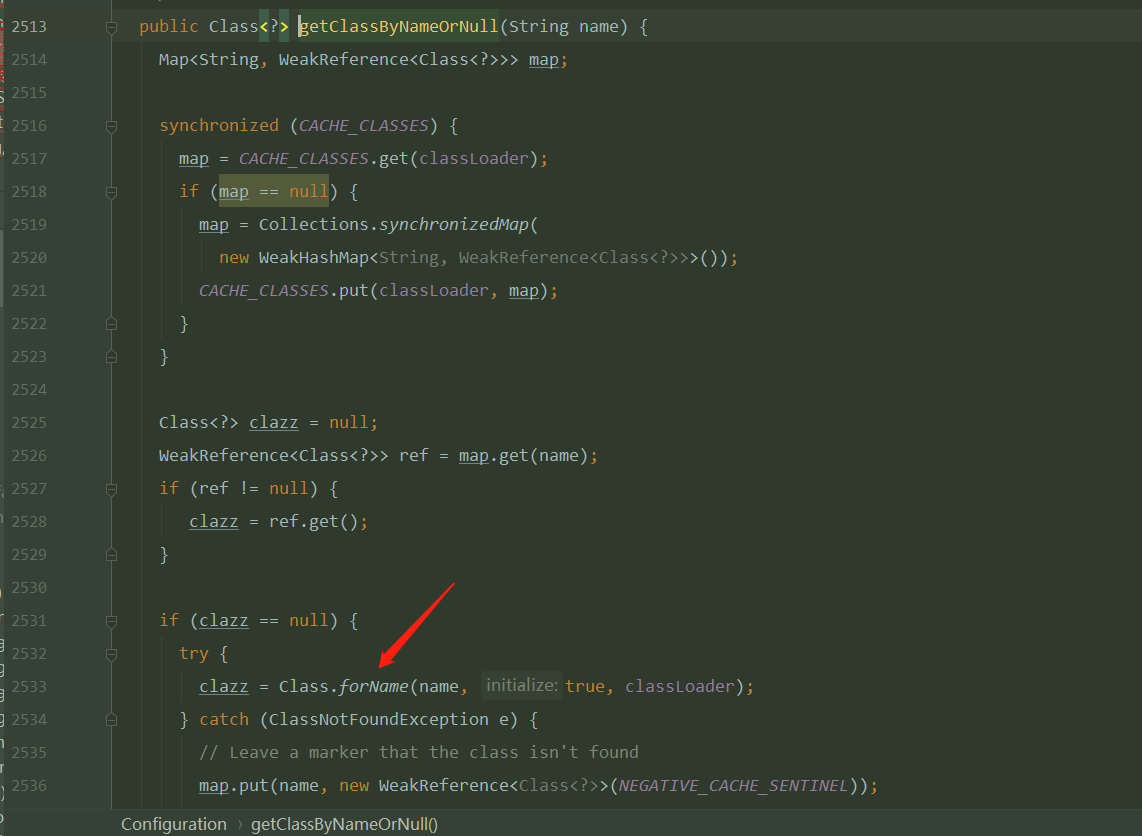 2513 public Class<?> getClassByNameOrNull(String name) {
2514 Map<String, WeakReference<Class<?>>> map;
2515
2516 synchronized (CACHE_CLASSES) {
2517 map = CACHE_CLASSES.get(classLoader);
2518 if (map == null) {
2519 map = Collections.synchronizedMap(
2520 new WeakHashMap<String, WeakReference<Class<?>>>());
2521 CACHE_CLASSES.put(classLoader, map);
2522 }
2523 }
2524
2525 Class<?> clazz = null;
2526 WeakReference<Class<?>> ref = map.get(name);
2527 if (ref != null) {
2528 clazz = ref.get();
2529 }
2530
2531 if (clazz == null) {
2532 try {
2533 clazz = Class.forName(name, initialize: true, classLoader);
2534 } catch (ClassNotFoundException e) {
2535 // Leave a marker that the class isn't found
2536 map.put(name, new WeakReference<Class<?>>(NEGATIVE_CACHE_SENTINEL));
Configuration › getClassByNameOrNull()